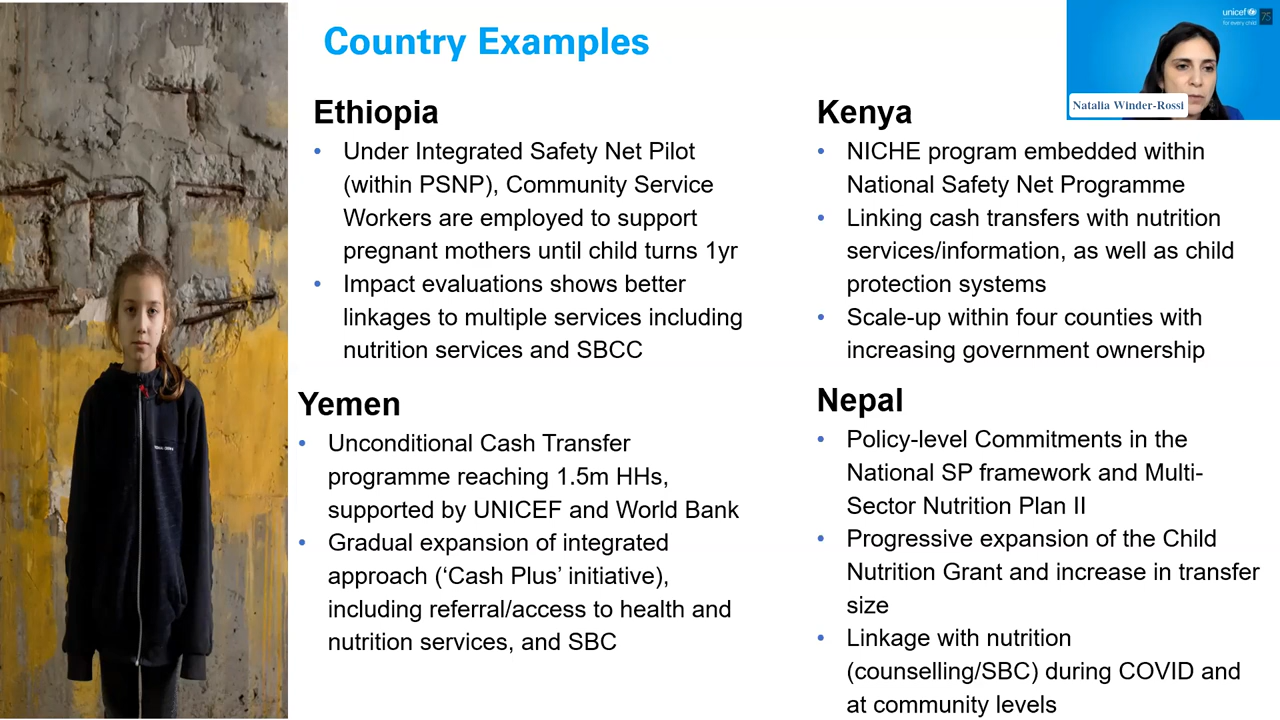 Country Examples
unicef
for every child
75
Natalia Winder-Rossi
Ethiopia
• Under Integrated Safety Net Pilot
(within PSNP), Community Service
Workers are employed to support
pregnant mothers until child turns 1yr
• Impact evaluations shows better
linkages to multiple services including
nutrition services and SBCC
Kenya
• NICHE program embedded within
National Safety Net Programme
• Linking cash transfers with nutrition
services/information, as well as child
protection systems
• Scale-up within four counties with
increasing government ownership
Yemen
• Unconditional Cash Transfer
programme reaching 1.5m HHs,
supported by UNICEF and World Bank
• Gradual expansion of integrated
approach (‘Cash Plus’ initiative),
including referral/access to health and
nutrition services, and SBC
Nepal
• Policy-level Commitments in the
National SP framework and Multi-
Sector Nutrition Plan II
• Progressive expansion of the Child
Nutrition Grant and increase in transfer
size
• Linkage with nutrition
(counselling/SBC) during COVID and
at community levels